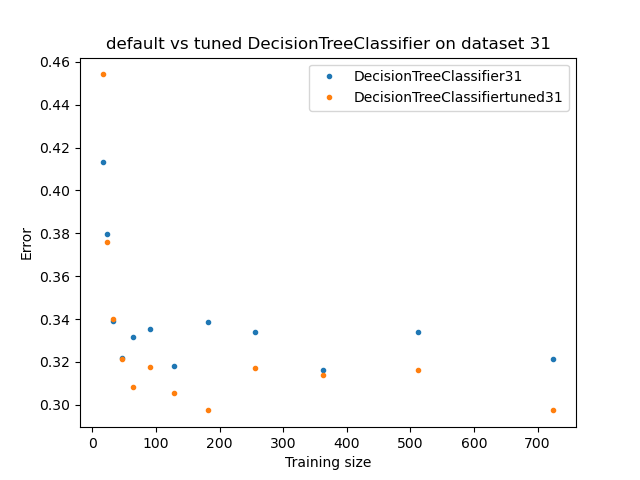 default vs tuned DecisionTreeClassifier on dataset 31
DecisionTreeClassifier31
DecisionTreeClassifiertuned31
Error
0.46
0.44
0.42
0.40
0.38
0.36
0.34
0.32
0.30
0 100 200 300 400 500 600 700
Training size